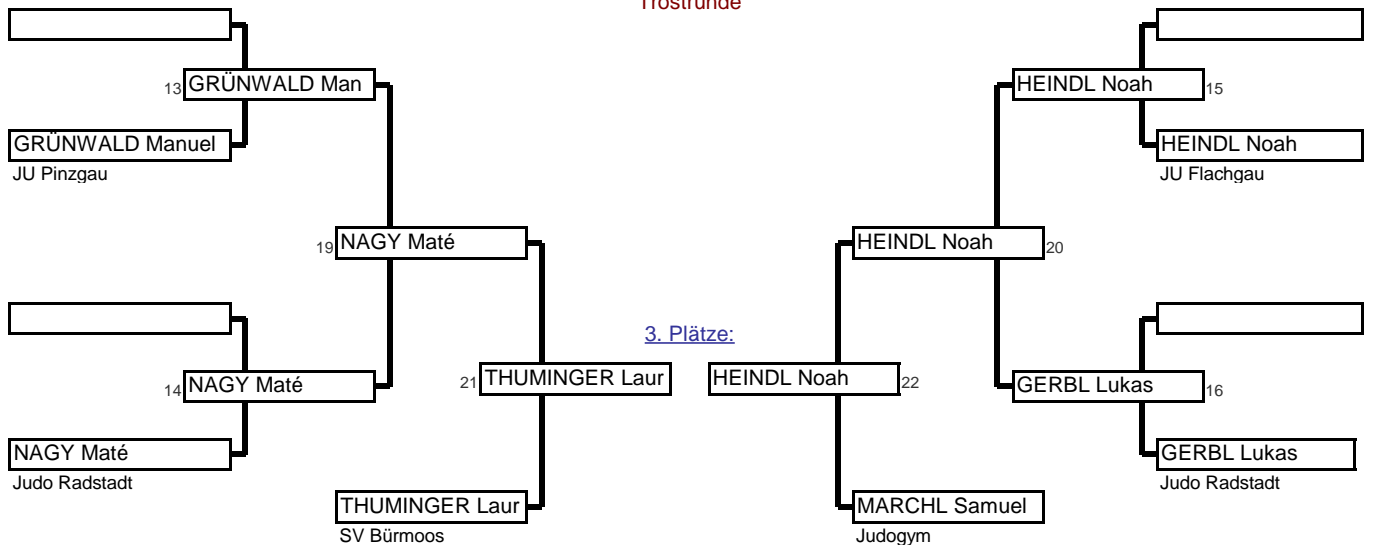 Trostrunde
13 GRÜNWALD Man
HEINDL Noah 15
GRÜNWALD Manuel
JU Pinzgau
HEINDL Noah
JU Flachgau
19 NAGY Maté
HEINDL Noah 20
3. Plätze:
14 NAGY Maté
21 THUMINGER Laur
HEINDL Noah 22
GERBL Lukas 16
NAGY Maté
Judo Radstadt
GERBL Lukas
Judo Radstadt
THUMINGER Laur
SV Bürmoos
MARCHL Samuel
Judogym